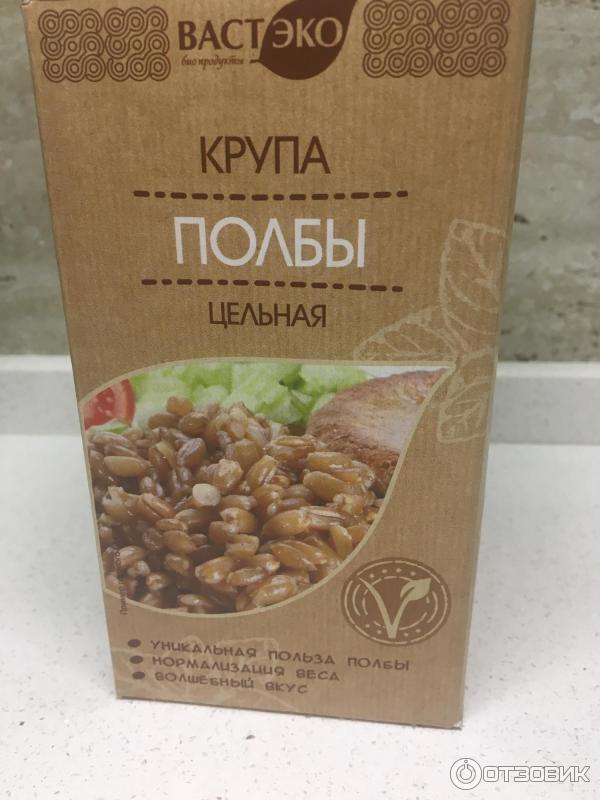 ВАСТЭКО
био продукты
КРУПА
ПОЛБЫ
ЦЕЛЬНАЯ
V
• УНИКАЛЬНАЯ ПОЛЬЗА ПОЛБЫ
• НОРМАЛИЗАЦИЯ ВЕСА
• ВОЛШЕБНЫЙ ВКУС
ОТЗОВИК